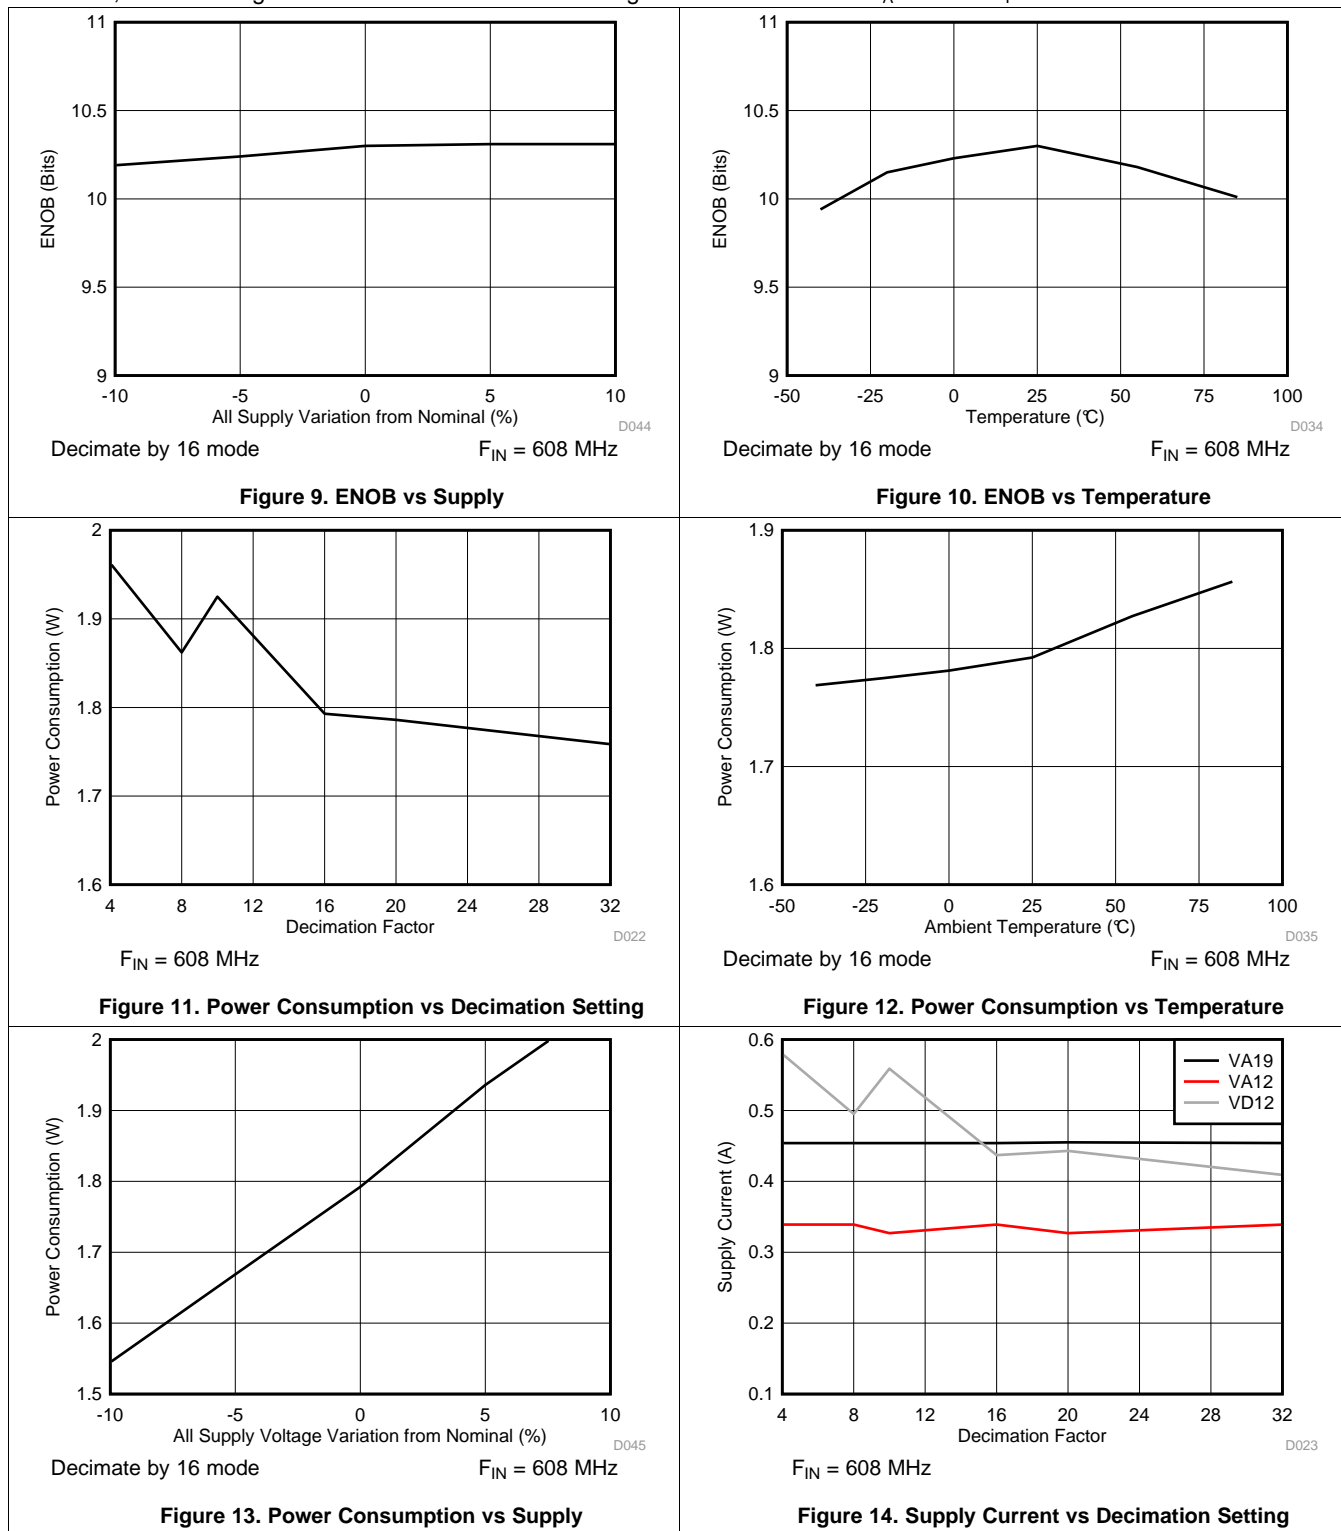 11
10.5
10
9.5
9
ENOB (Bits)
-10 -5 0 5 10
All Supply Variation from Nominal (%)
D044
Decimate by 16 mode FIN = 608 MHz
Figure 9. ENOB vs Supply
11
10.5
10
9.5
9
ENOB (Bits)
-50 -25 0 25 50 75 100
Temperature (°C)
D034
Decimate by 16 mode FIN = 608 MHz
Figure 10. ENOB vs Temperature
2
1.9
1.8
1.7
1.6
Power Consumption (W)
4 8 12 16 20 24 28 32
Decimation Factor
D022
FIN = 608 MHz
Figure 11. Power Consumption vs Decimation Setting
1.9
1.8
1.7
1.6
Power Consumption (W)
-50 -25 0 25 50 75 100
Ambient Temperature (°C)
D035
Decimate by 16 mode FIN = 608 MHz
Figure 12. Power Consumption vs Temperature
2
1.9
1.8
1.7
1.6
1.5
Power Consumption (W)
-10 -5 0 5 10
All Supply Voltage Variation from Nominal (%)
D045
Decimate by 16 mode FIN = 608 MHz
Figure 13. Power Consumption vs Supply
0.6
0.5
0.4
0.3
0.2
0.1
Supply Current (A)
VA19
VA12
VD12
4 8 12 16 20 24 28 32
Decimation Factor
D023
FIN = 608 MHz
Figure 14. Supply Current vs Decimation Setting